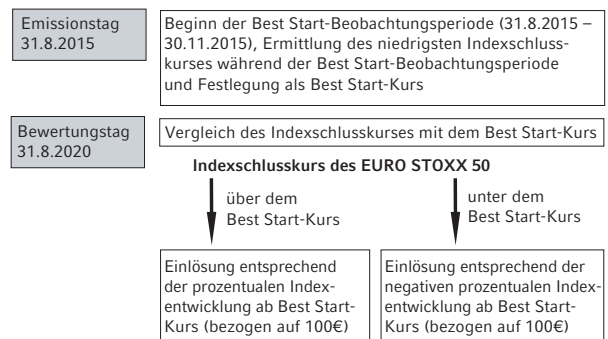 Emissionstag
31.8.2015
Beginn der Best Start-Beobachtungsperiode (31.8.2015 –
30.11.2015), Ermittlung des niedrigsten Indexschluss-
kurses während der Best Start-Beobachtungsperiode
und Festlegung als Best Start-Kurs
Bewertungstag
31.8.2020
Vergleich des Indexschlusskurses mit dem Best Start-Kurs
Indexschlusskurs des EURO STOXX 50
über dem
Best Start-Kurs
unter dem
Best Start-Kurs
Einlösung entsprechend
der prozentualen Index-
entwicklung ab Best Start-
Kurs (bezogen auf 100€)
Einlösung entsprechend der
negativen prozentualen Index-
entwicklung ab Best Start-
Kurs (bezogen auf 100€)